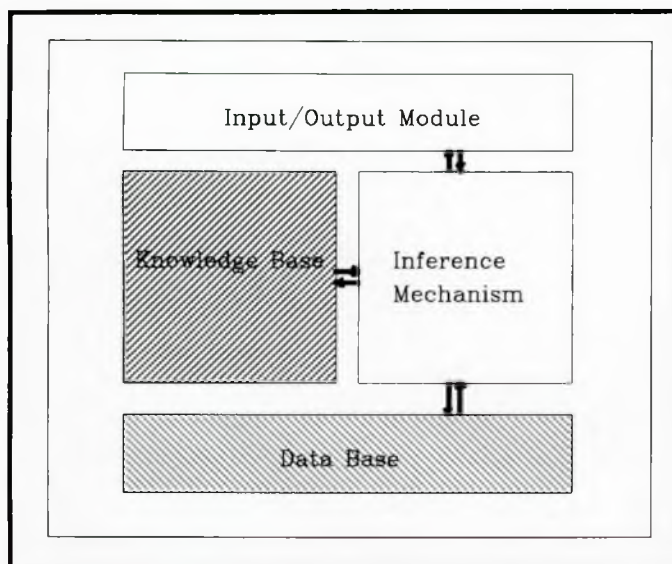 Input/Output Module
Knowledge Base
Inference
Mechanism
Data Base